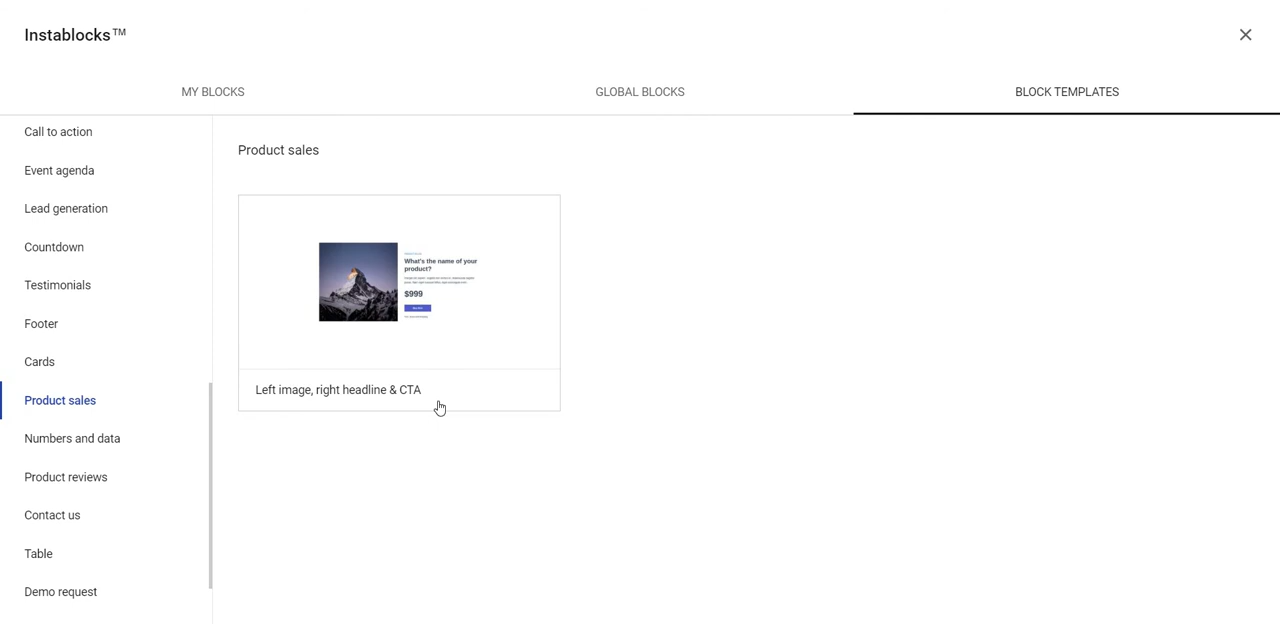 Instablocks™
MY BLOCKS
GLOBAL BLOCKS
BLOCK TEMPLATES
Call to action
Event agenda
Lead generation
Countdown
Testimonials
Footer
Cards
Product sales
Numbers and data
Product reviews
Contact us
Table
Demo request
Product sales
What's the name of your
product?
$999
Left image, right headline & CTA